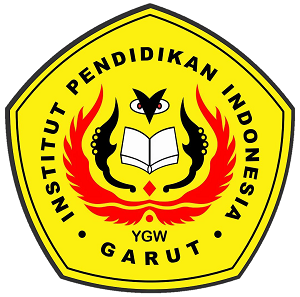 INSTITUT PENDIDIKAN INDONESIA
YGW
• GARUT •